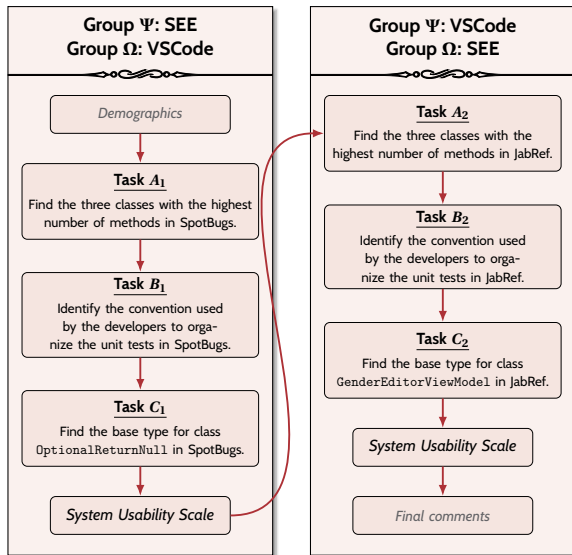 Group Ψ: SEE
Group Ω: VSCode
Demographics
Task A1
Find the three classes with the highest
number of methods in SpotBugs.
Task B1
Identify the convention used
by the developers to orga-
nize the unit tests in SpotBugs.
Task C1
Find the base type for class
OptionalReturnNull in SpotBugs.
System Usability Scale
Group Ψ: VSCode
Group Ω: SEE
Task A2
Find the three classes with the
highest number of methods in JabRef.
Task B2
Identify the convention used
by the developers to orga-
nize the unit tests in JabRef.
Task C2
Find the base type for class
GenderEditorViewModel in JabRef.
System Usability Scale
Final comments